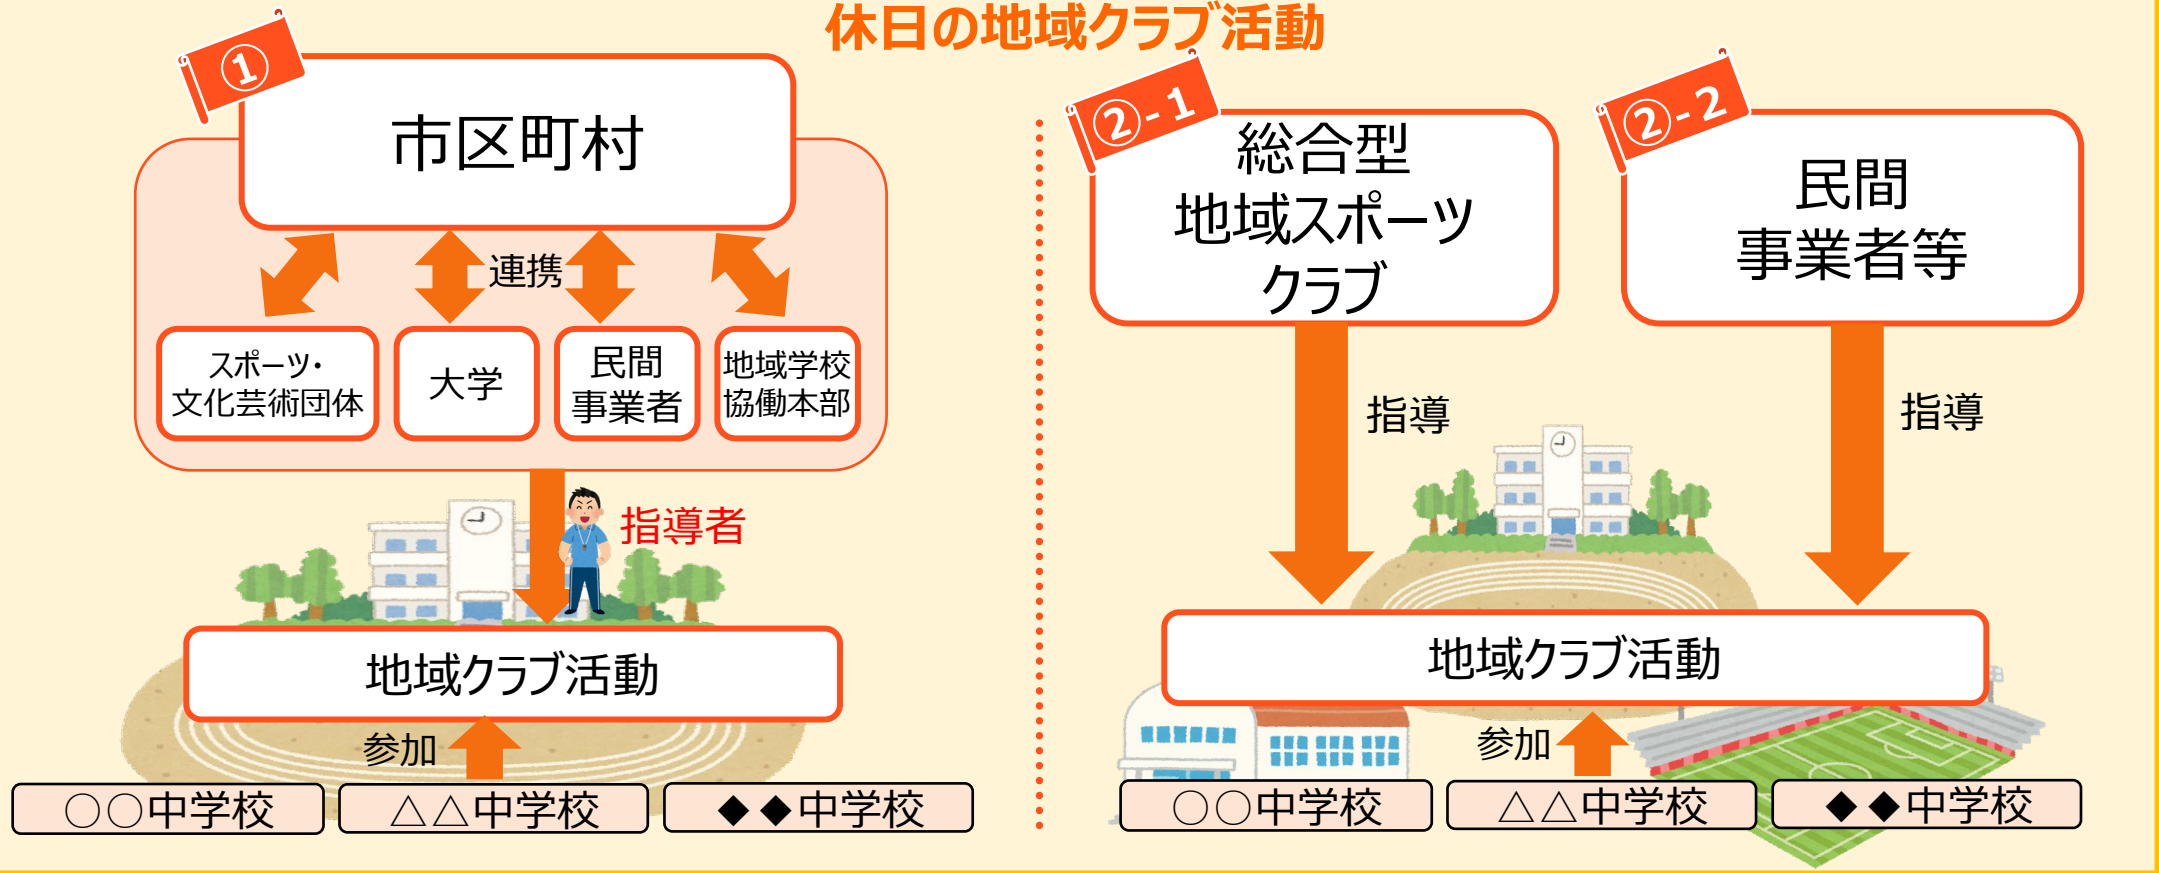 休日の地域クラブ活動
①
市区町村
連携
スポーツ・
文化芸術団体
大学
民間
事業者
地域学校
協働本部
指導者
地域クラブ活動
参加
○○中学校
△△中学校
◆◆中学校
②-1
総合型
地域スポーツ
クラブ
②-2
民間
事業者等
指導
指導
地域クラブ活動
参加
○○中学校
△△中学校
◆◆中学校